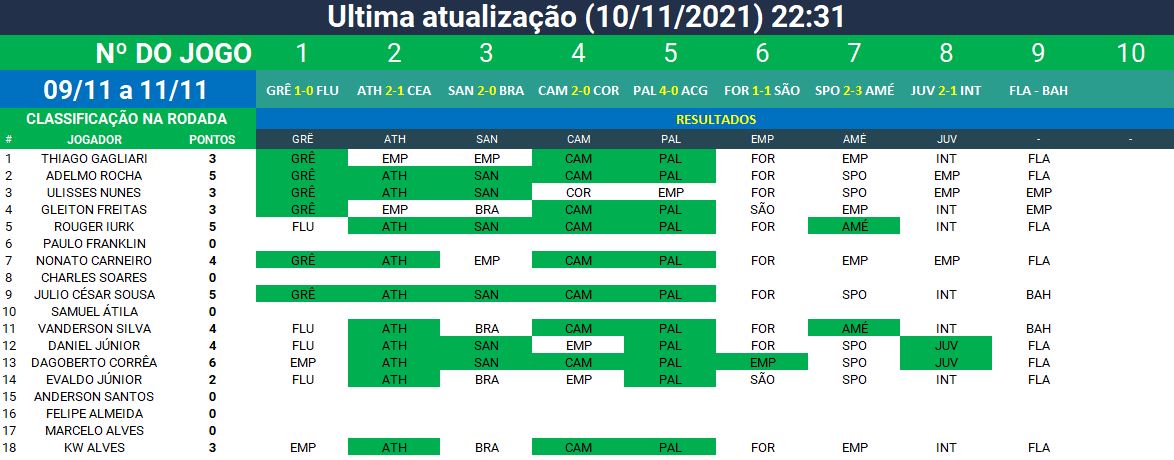 Ultima atualização (10/11/2021) 22:31
Nº DO JOGO 1 2 3 4 5 6 7 8 9 10
09/11 a 11/11 GRÊ 1-0 FLU ATH 2-1 CEA SAN 2-0 BRA CAM 2-0 COR PAL 4-0 ACG FOR 1-1 SÃO SPO 2-3 AMÉ JUV 2-1 INT FLA - BAH
CLASSIFICAÇÃO NA RODADA RESULTADOS
# JOGADOR PONTOS GRÊ ATH SAN CAM PAL EMP AMÉ JUV - -
1 THIAGO GAGLIARI 3 GRÊ EMP EMP CAM PAL FOR EMP INT FLA
2 ADELMO ROCHA 5 GRÊ ATH SAN CAM PAL FOR SPO EMP FLA
3 ULISSES NUNES 3 GRÊ ATH SAN COR EMP FOR SPO EMP EMP
4 GLEITON FREITAS 3 GRÊ EMP BRA CAM PAL SÃO EMP INT EMP
5 ROUGER IURK 5 FLU ATH SAN CAM PAL FOR AMÉ INT FLA
6 PAULO FRANKLIN 0
7 NONATO CARNEIRO 4 GRÊ ATH EMP CAM PAL FOR EMP EMP FLA
8 CHARLES SOARES 0
9 JULIO CÉSAR SOUSA 5 GRÊ ATH SAN CAM PAL FOR SPO INT BAH
10 SAMUEL ÁTILA 0
11 VANDERSON SILVA 4 FLU ATH BRA CAM PAL FOR AMÉ INT BAH
12 DANIEL JÚNIOR 4 FLU ATH SAN EMP PAL FOR SPO JUV FLA
13 DAGOBERTO CORRÊA 6 EMP ATH SAN CAM PAL EMP SPO JUV FLA
14 EVALDO JÚNIOR 2 FLU ATH BRA EMP PAL SÃO SPO INT FLA
15 ANDERSON SANTOS 0
16 FELIPE ALMEIDA 0
17 MARCELO ALVES 0
18 KW ALVES 3 EMP ATH BRA CAM PAL FOR EMP INT FLA